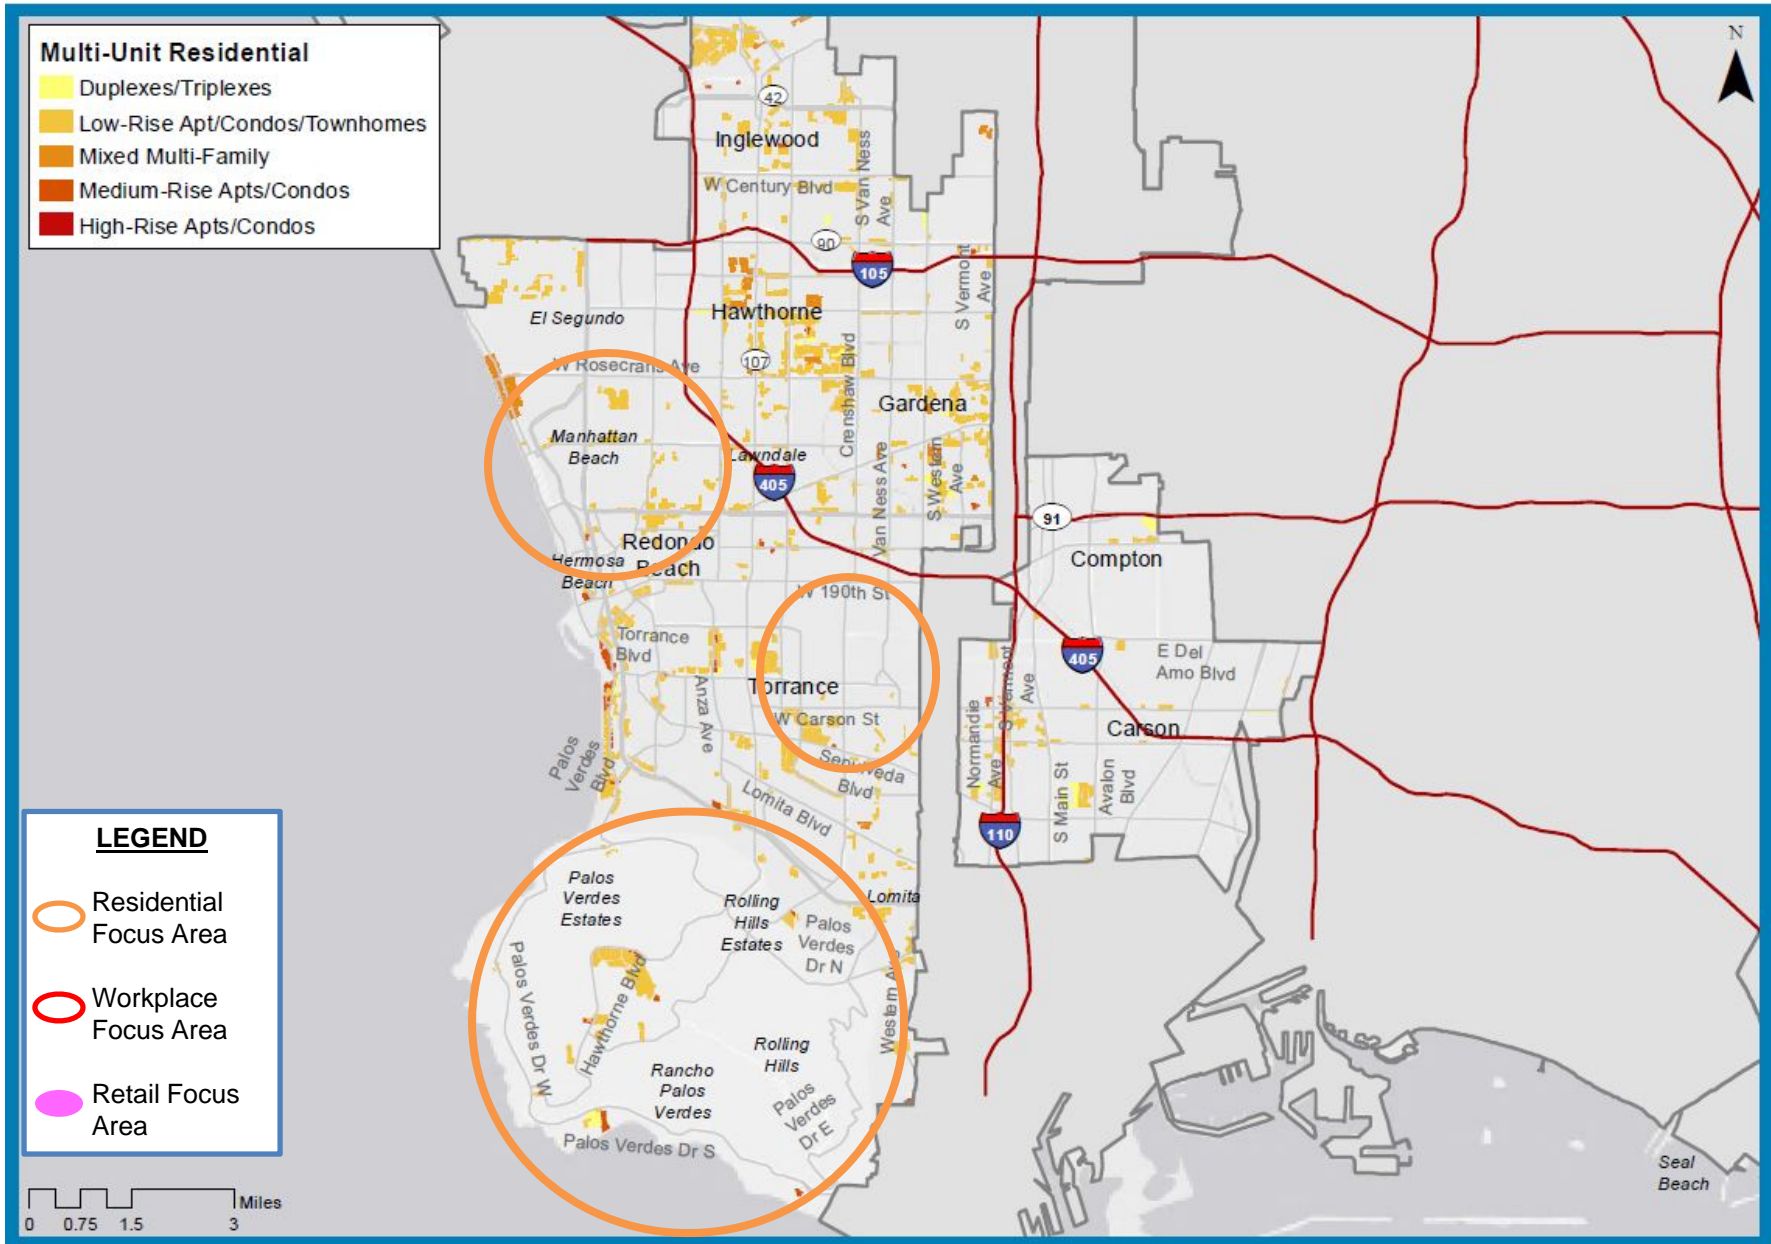 Multi-Unit Residential
Duplexes/Triplexes
Low-Rise Apt/Condos/Townhomes
Mixed Multi-Family
Medium-Rise Apts/Condos
High-Rise Apts/Condos
N
42
Inglewood
S Van Ness
Ave
W Century Blvd
90
105
S Vermont
Ave
El Segundo
Hawthorne
107
W Rosecrans Ave
Crenshaw Blvd
Gardena
Manhattan
Beach
Lawndale
405
Van Ness Ave
S Western
Ave
91
Redondo
Beach
Hermosa
Beach
Compton
W 190th St
Torrance
Blvd
405
E Del
Amo Blvd
S Vermont
Ave
Torrance
Anza Ave
W Carson St
Normandie
Ave
Carson
Palos
Verdes
Blvd
Sepulveda
Blvd
Lomita Blvd
S Main St
Avalon
Blvd
110
LEGEND
Residential
Focus Area
Workplace
Focus Area
Retail Focus
Area
Palos
Verdes
Estates
Rolling
Hills
Estates
Lomita
Palos
Verdes
Dr N
Palos Verdes Dr W
Hawthorne Blvd
Western Ave
Rolling
Hills
Rancho
Palos
Verdes
Palos
Verdes
Dr E
Palos Verdes Dr S
Seal
Beach
Miles
0 0.75 1.5 3